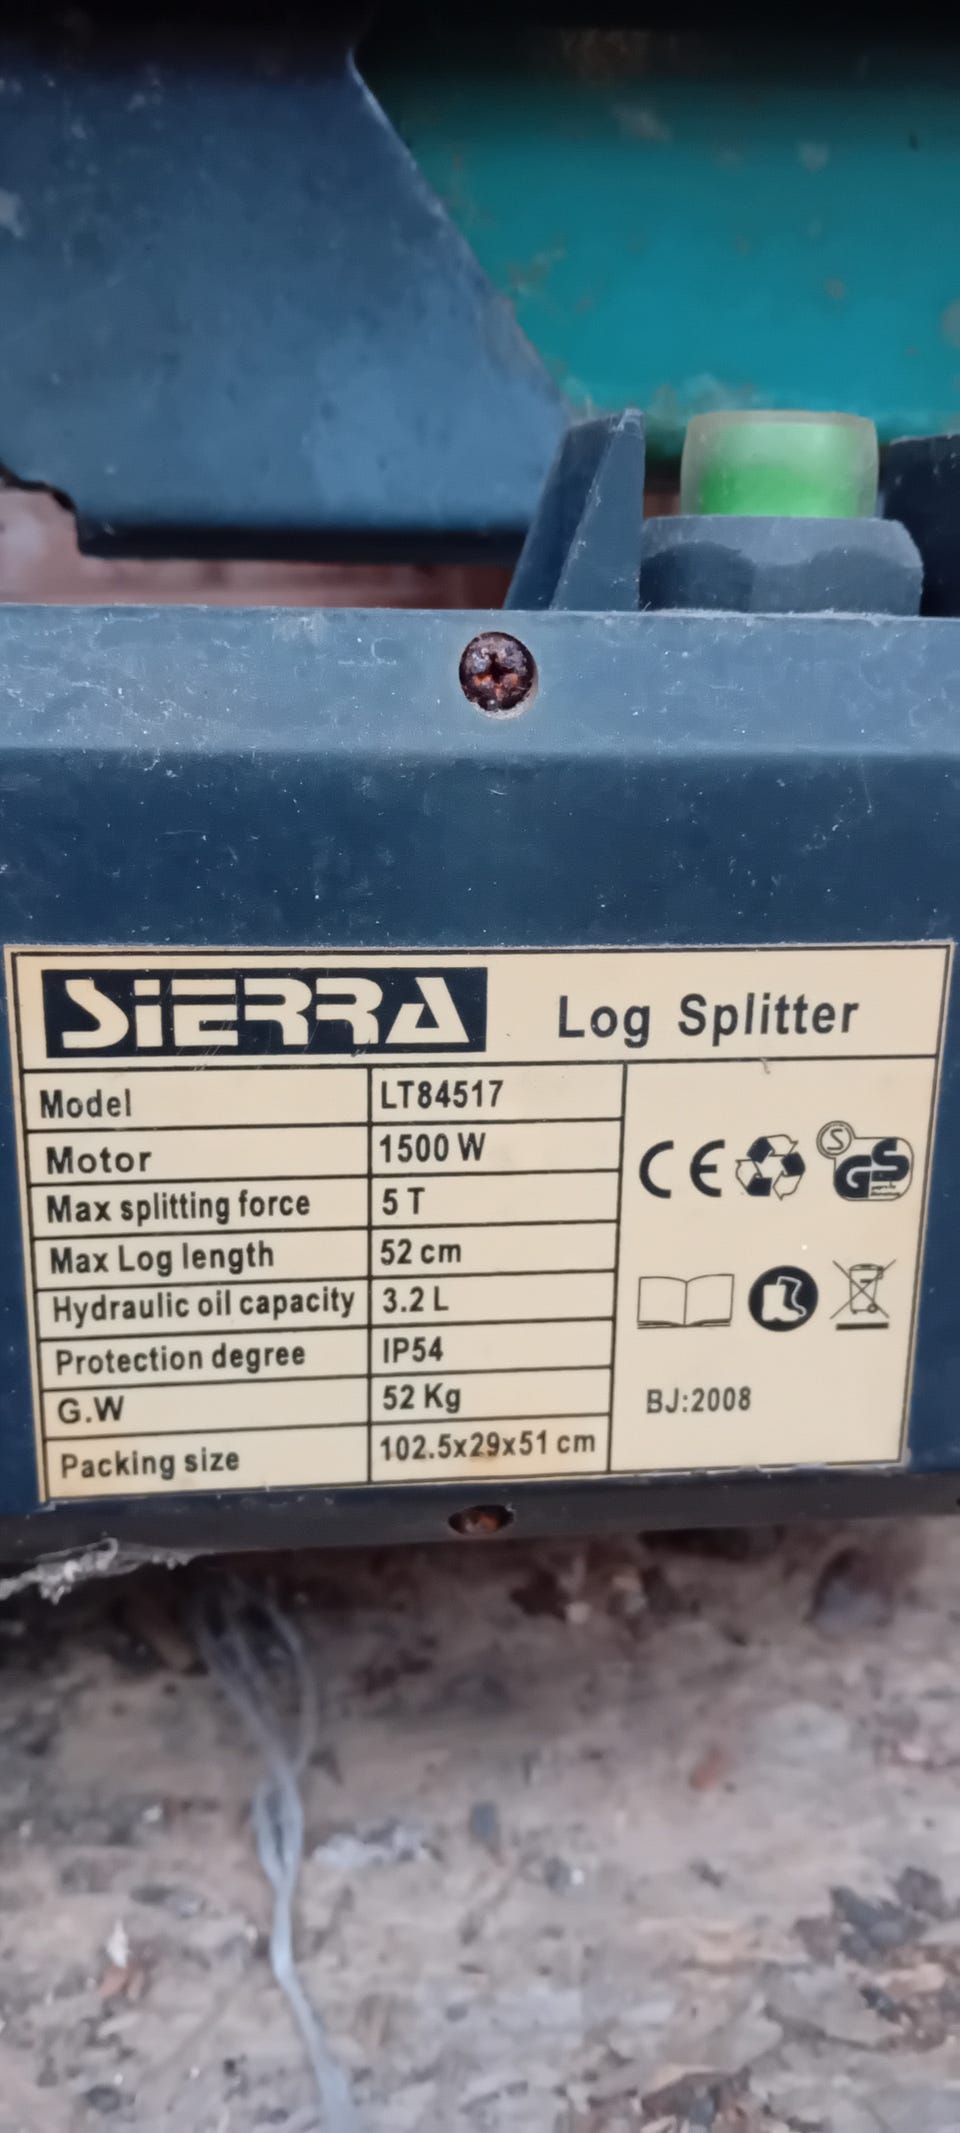 SiERRA Log Splitter
Model LT84517
Motor 1500 W
Max splitting force 5 T
Max Log length 52 cm
Hydraulic oil capacity 3.2 L
Protection degree IP54
G.W 52 Kg
Packing size 102.5x29x51 cm
CE S GS
BJ:2008